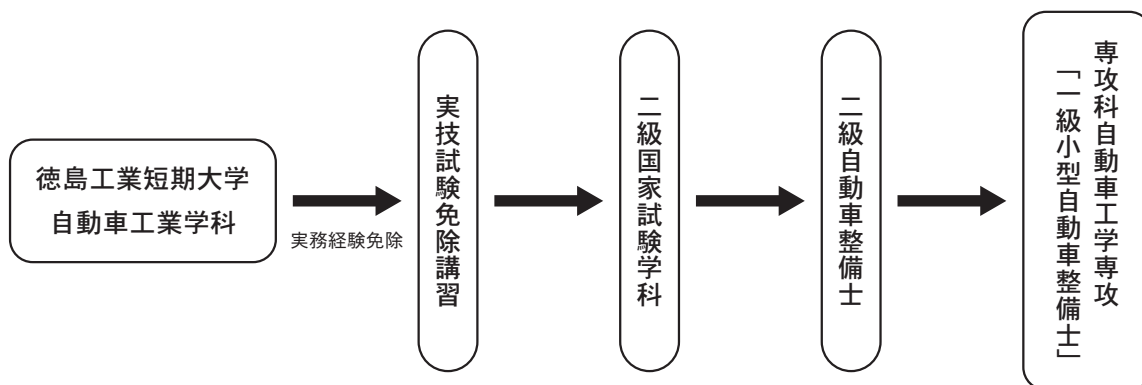 徳島工業短期大学
自動車工業学科
実務経験免除
実技試験免除講習
二級国家試験学科
二級自動車整備士
専攻科自動車工学専攻
「一級小型自動車整備士」